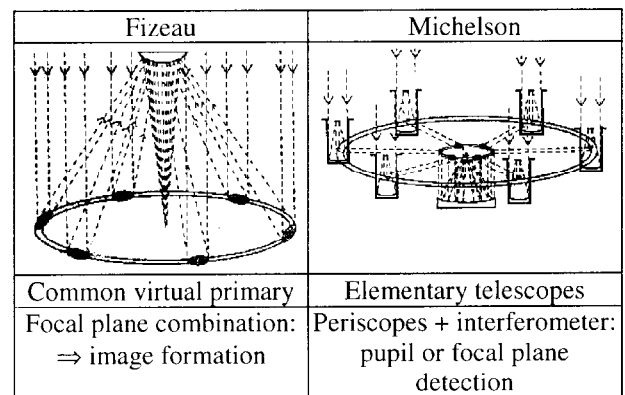 Fizeau
Michelson
Common virtual primary
Elementary telescopes
Focal plane combination:
⇒ image formation
Periscopes + interferometer:
pupil or focal plane
detection